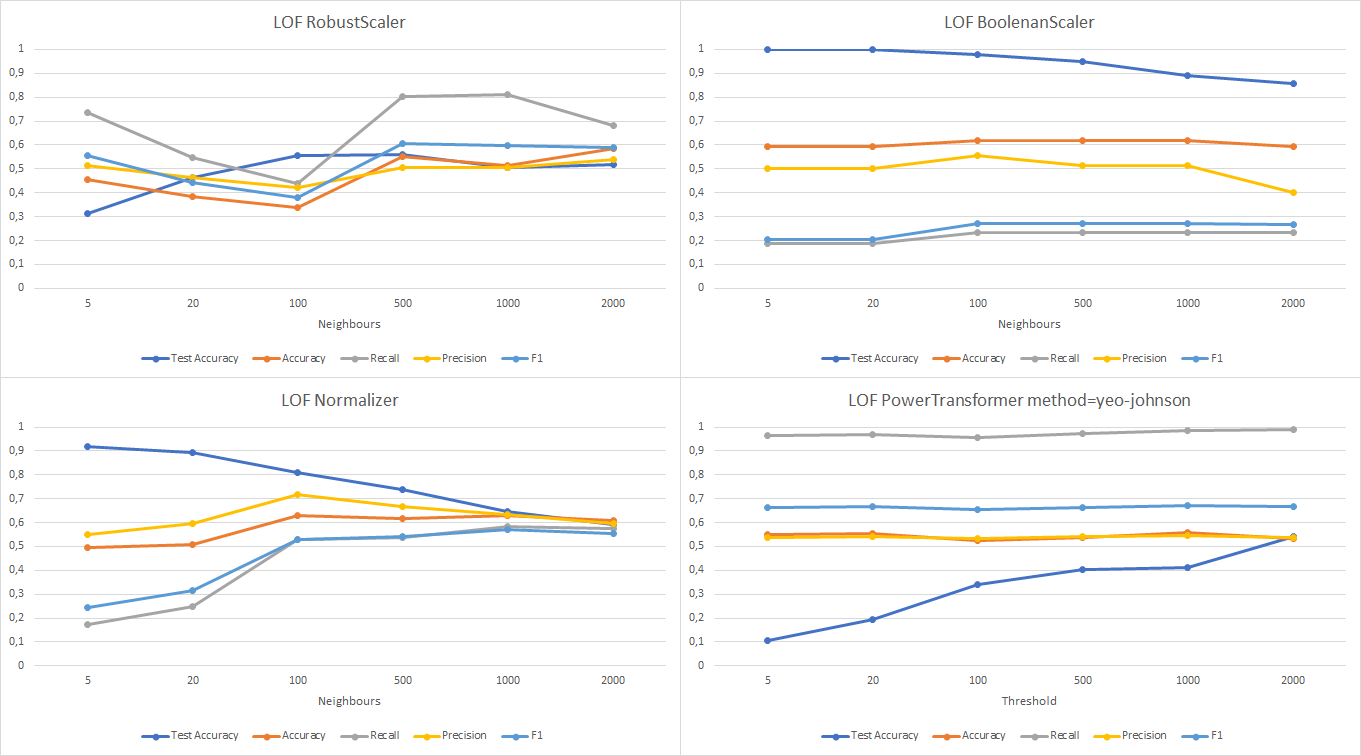 LOF RobustScaler
1
0,9
0,8
0,7
0,6
0,5
0,4
0,3
0,2
0,1
0
5 20 100 500 1000 2000
Neighbours
Test Accuracy Accuracy Recall Precision F1
LOF BoolenanScaler
1
0,9
0,8
0,7
0,6
0,5
0,4
0,3
0,2
0,1
0
5 20 100 500 1000 2000
Neighbours
Test Accuracy Accuracy Recall Precision F1
LOF Normalizer
1
0,9
0,8
0,7
0,6
0,5
0,4
0,3
0,2
0,1
0
5 20 100 500 1000 2000
Neighbours
Test Accuracy Accuracy Recall Precision F1
LOF PowerTransformer method=yeo-johnson
1
0,9
0,8
0,7
0,6
0,5
0,4
0,3
0,2
0,1
0
5 20 100 500 1000 2000
Threshold
Test Accuracy Accuracy Recall Precision F1